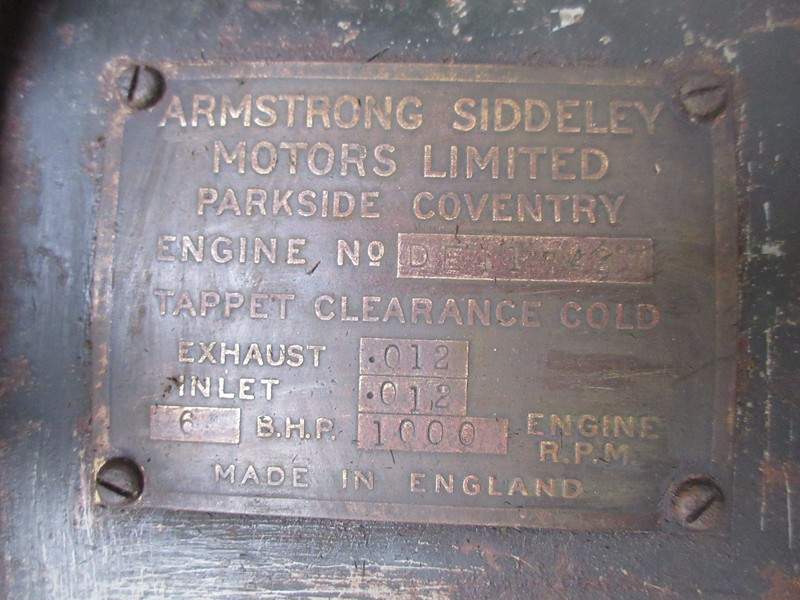 ARMSTRONG SIDDELEY
MOTORS LIMITED
PARKSIDE COVENTRY
ENGINE Nº
TAPPET CLEARANCE COLD
EXHAUST .012
INLET .012
6 B.H.P. 1000 ENGINE R.P.M
MADE IN ENGLAND